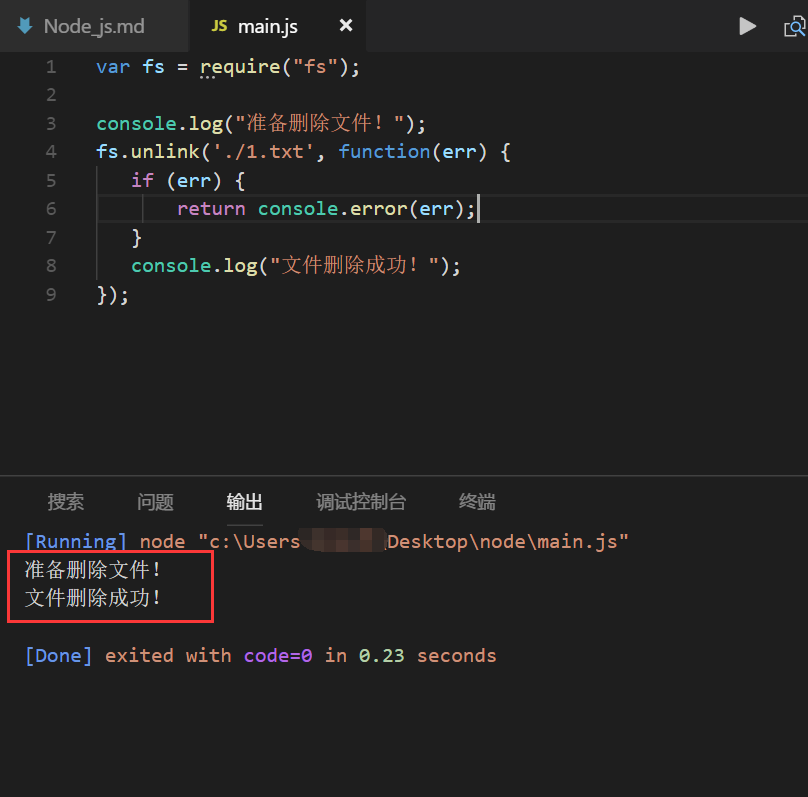 Node_js.md
JS main.js
1 var fs = require("fs");
2
3 console.log("准备删除文件! ");
4 fs.unlink('./1.txt', function(err) {
5 if (err) {
6 return console.error(err);
7 }
8 console.log("文件删除成功! ");
9 });
搜索 问题 输出 调试控制台 终端
[Running] node "c:\Users Desktop\node\main.js"
准备删除文件!
文件删除成功!
[Done] exited with code=0 in 0.23 seconds